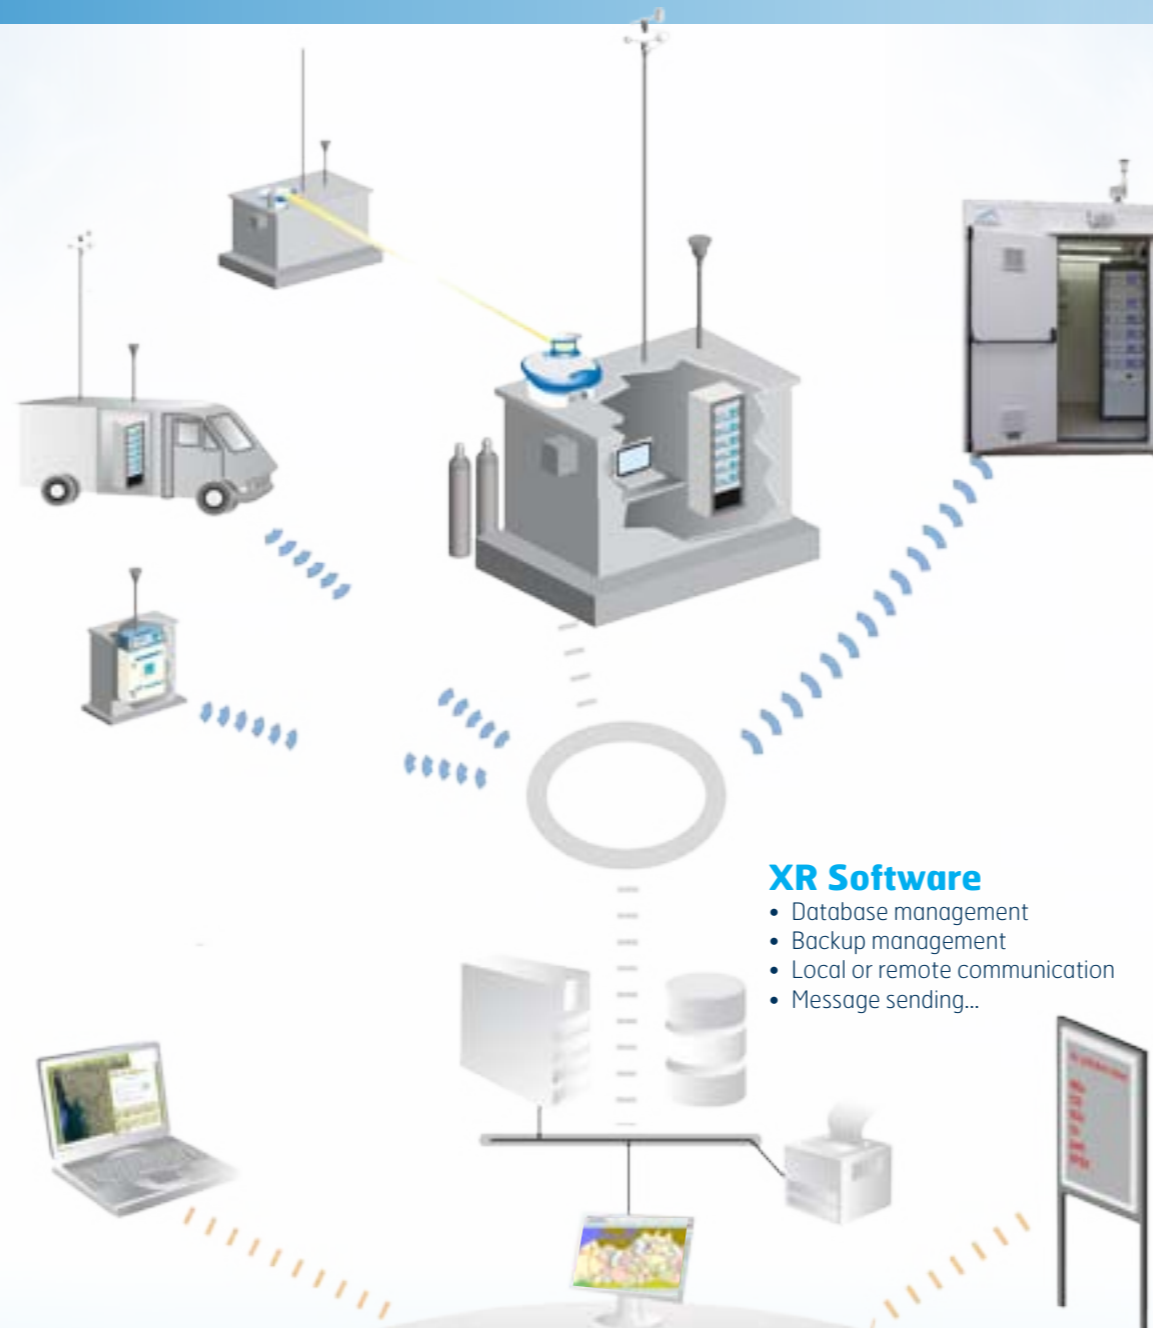 XR Software
• Database management
• Backup management
• Local or remote communication
• Message sending...